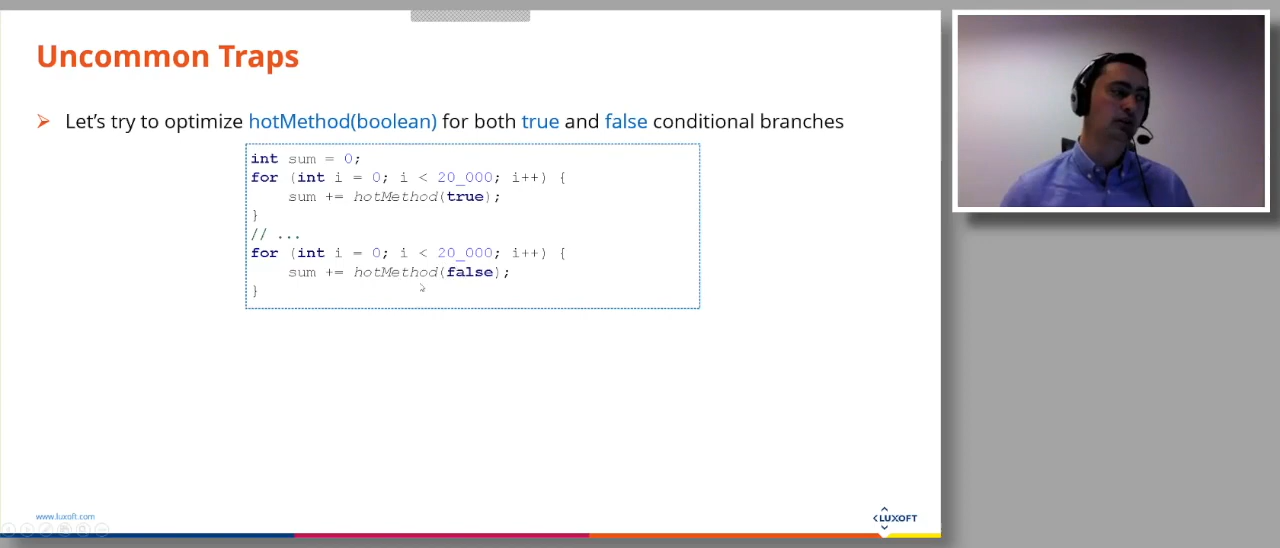 Uncommon Traps
Let's try to optimize hotMethod(boolean) for both true and false conditional branches
int sum = 0;
for (int i = 0; i < 20_000; i++) {
sum += hotMethod(true);
}
// ...
for (int i = 0; i < 20_000; i++) {
sum += hotMethod(false);
}
www.luxoft.com
LUXOFT